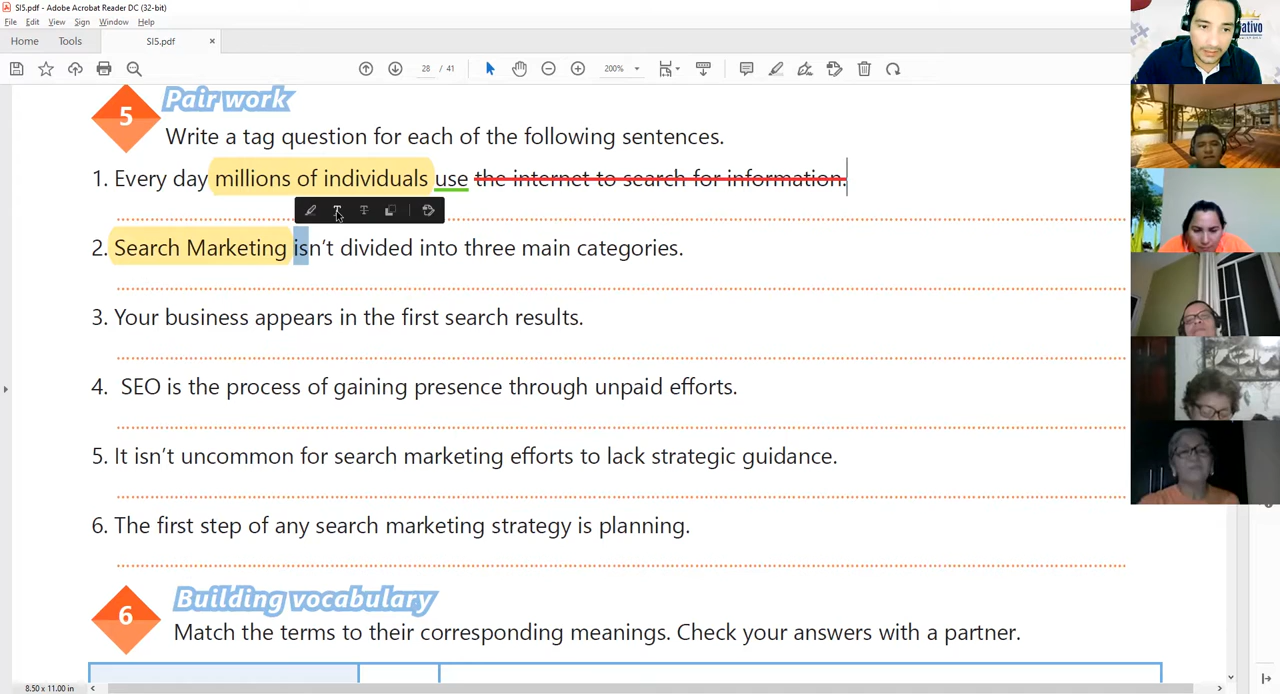 SI5.pdf - Adobe Acrobat Reader DC (32-bit)
File Edit View Sign Window Help
Home Tools SI5.pdf ×
28 / 41 200%
ativo
5 Pair work
Write a tag question for each of the following sentences.
1. Every day millions of individuals use the internet to search for information.
2. Search Marketing isn't divided into three main categories.
3. Your business appears in the first search results.
4. SEO is the process of gaining presence through unpaid efforts.
5. It isn't uncommon for search marketing efforts to lack strategic guidance.
6. The first step of any search marketing strategy is planning.
6 Building vocabulary
Match the terms to their corresponding meanings. Check your answers with a partner.
8.50 x 11.00 in